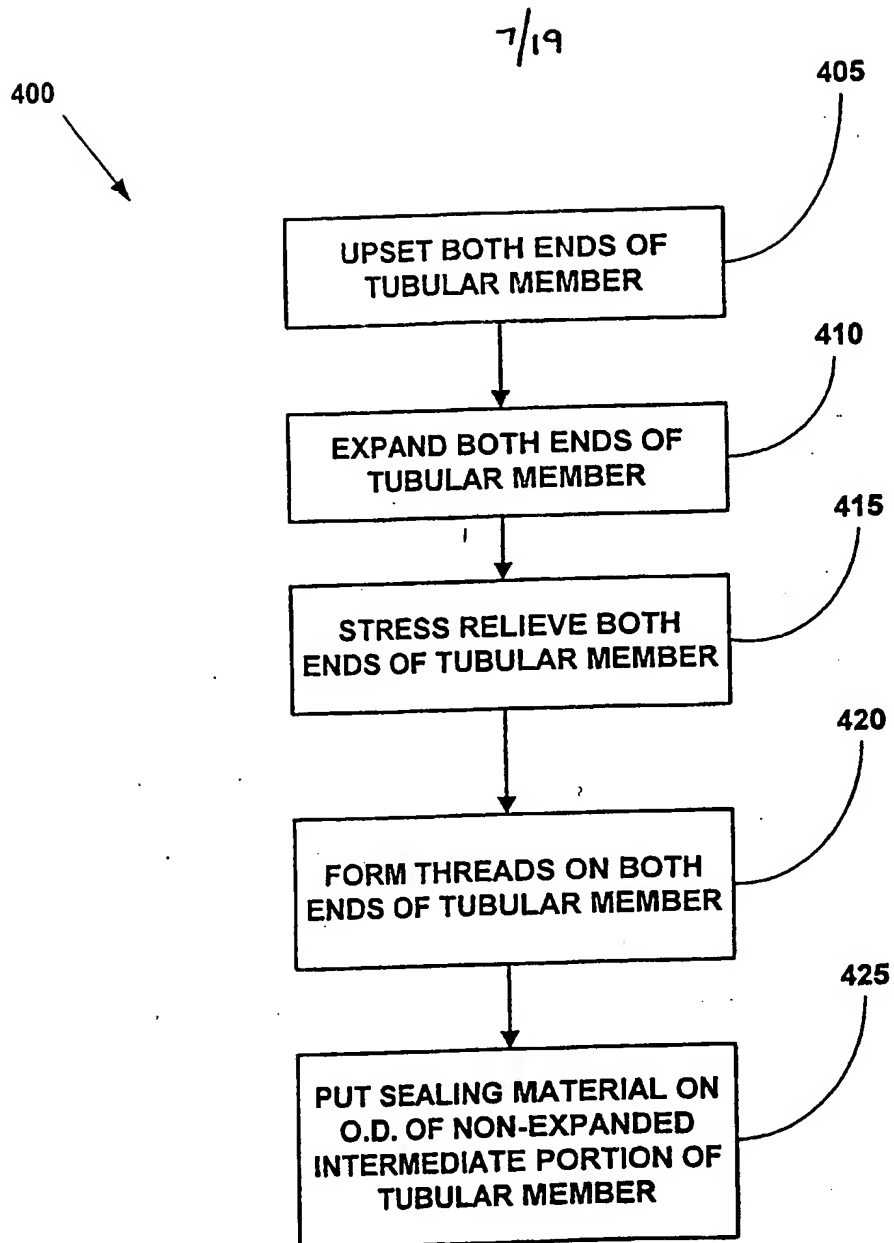 7/19
400
405
UPSET BOTH ENDS OF
TUBULAR MEMBER
410
EXPAND BOTH ENDS OF
TUBULAR MEMBER
415
STRESS RELIEVE BOTH
ENDS OF TUBULAR MEMBER
420
FORM THREADS ON BOTH
ENDS OF TUBULAR MEMBER
425
PUT SEALING MATERIAL ON
O.D. OF NON-EXPANDED
INTERMEDIATE PORTION OF
TUBULAR MEMBER